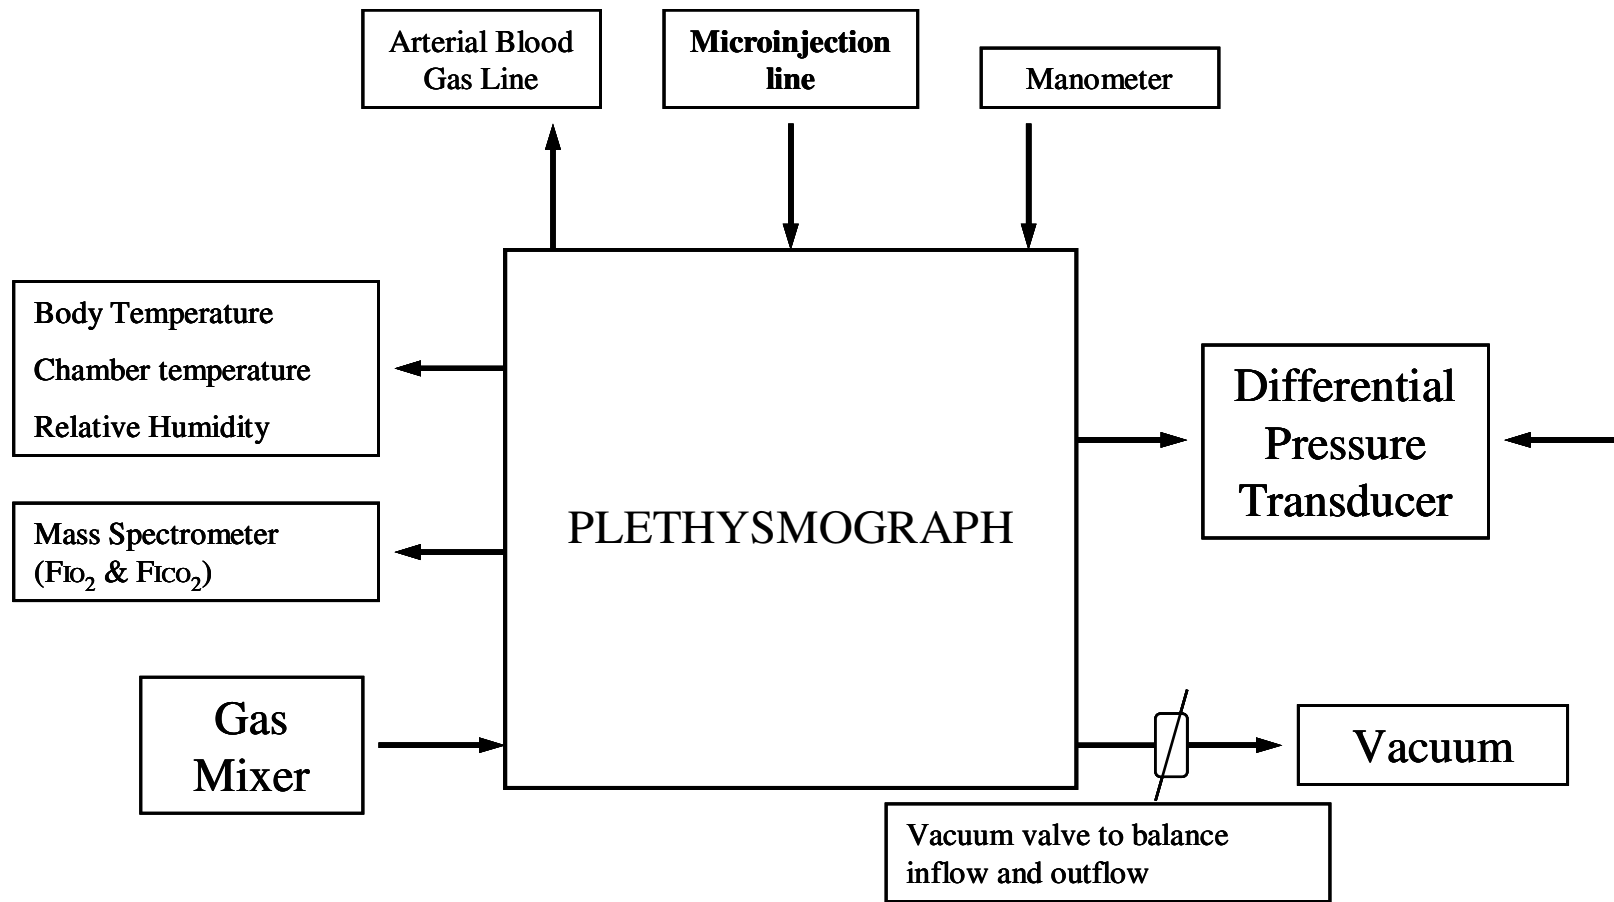 Arterial Blood
Gas Line
Microinjection
line
Manometer
Body Temperature
Chamber temperature
Relative Humidity
Mass Spectrometer
(FIO2 & FICO2)
Gas
Mixer
PLETHYSMOGRAPH
Differential
Pressure
Transducer
Vacuum
Vacuum valve to balance
inflow and outflow